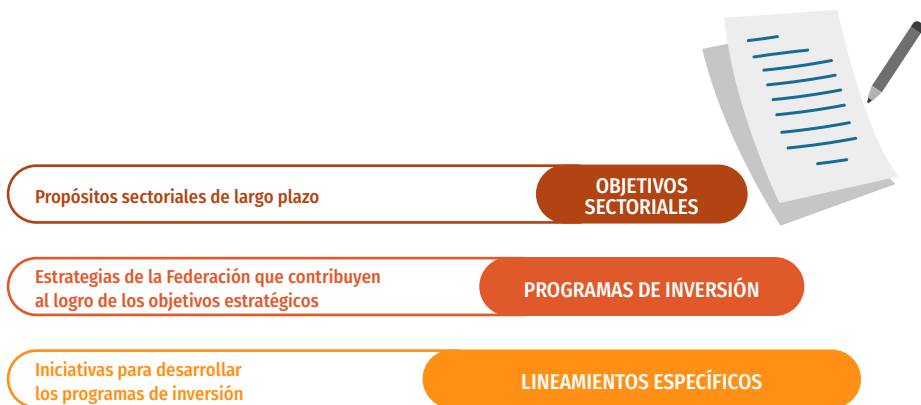 Propósitos sectoriales de largo plazo
OBJETIVOS
SECTORIALES
Estrategias de la Federación que contribuyen
al logro de los objetivos estratégicos
PROGRAMAS DE INVERSIÓN
Iniciativas para desarrollar
los programas de inversión
LINEAMIENTOS ESPECÍFICOS